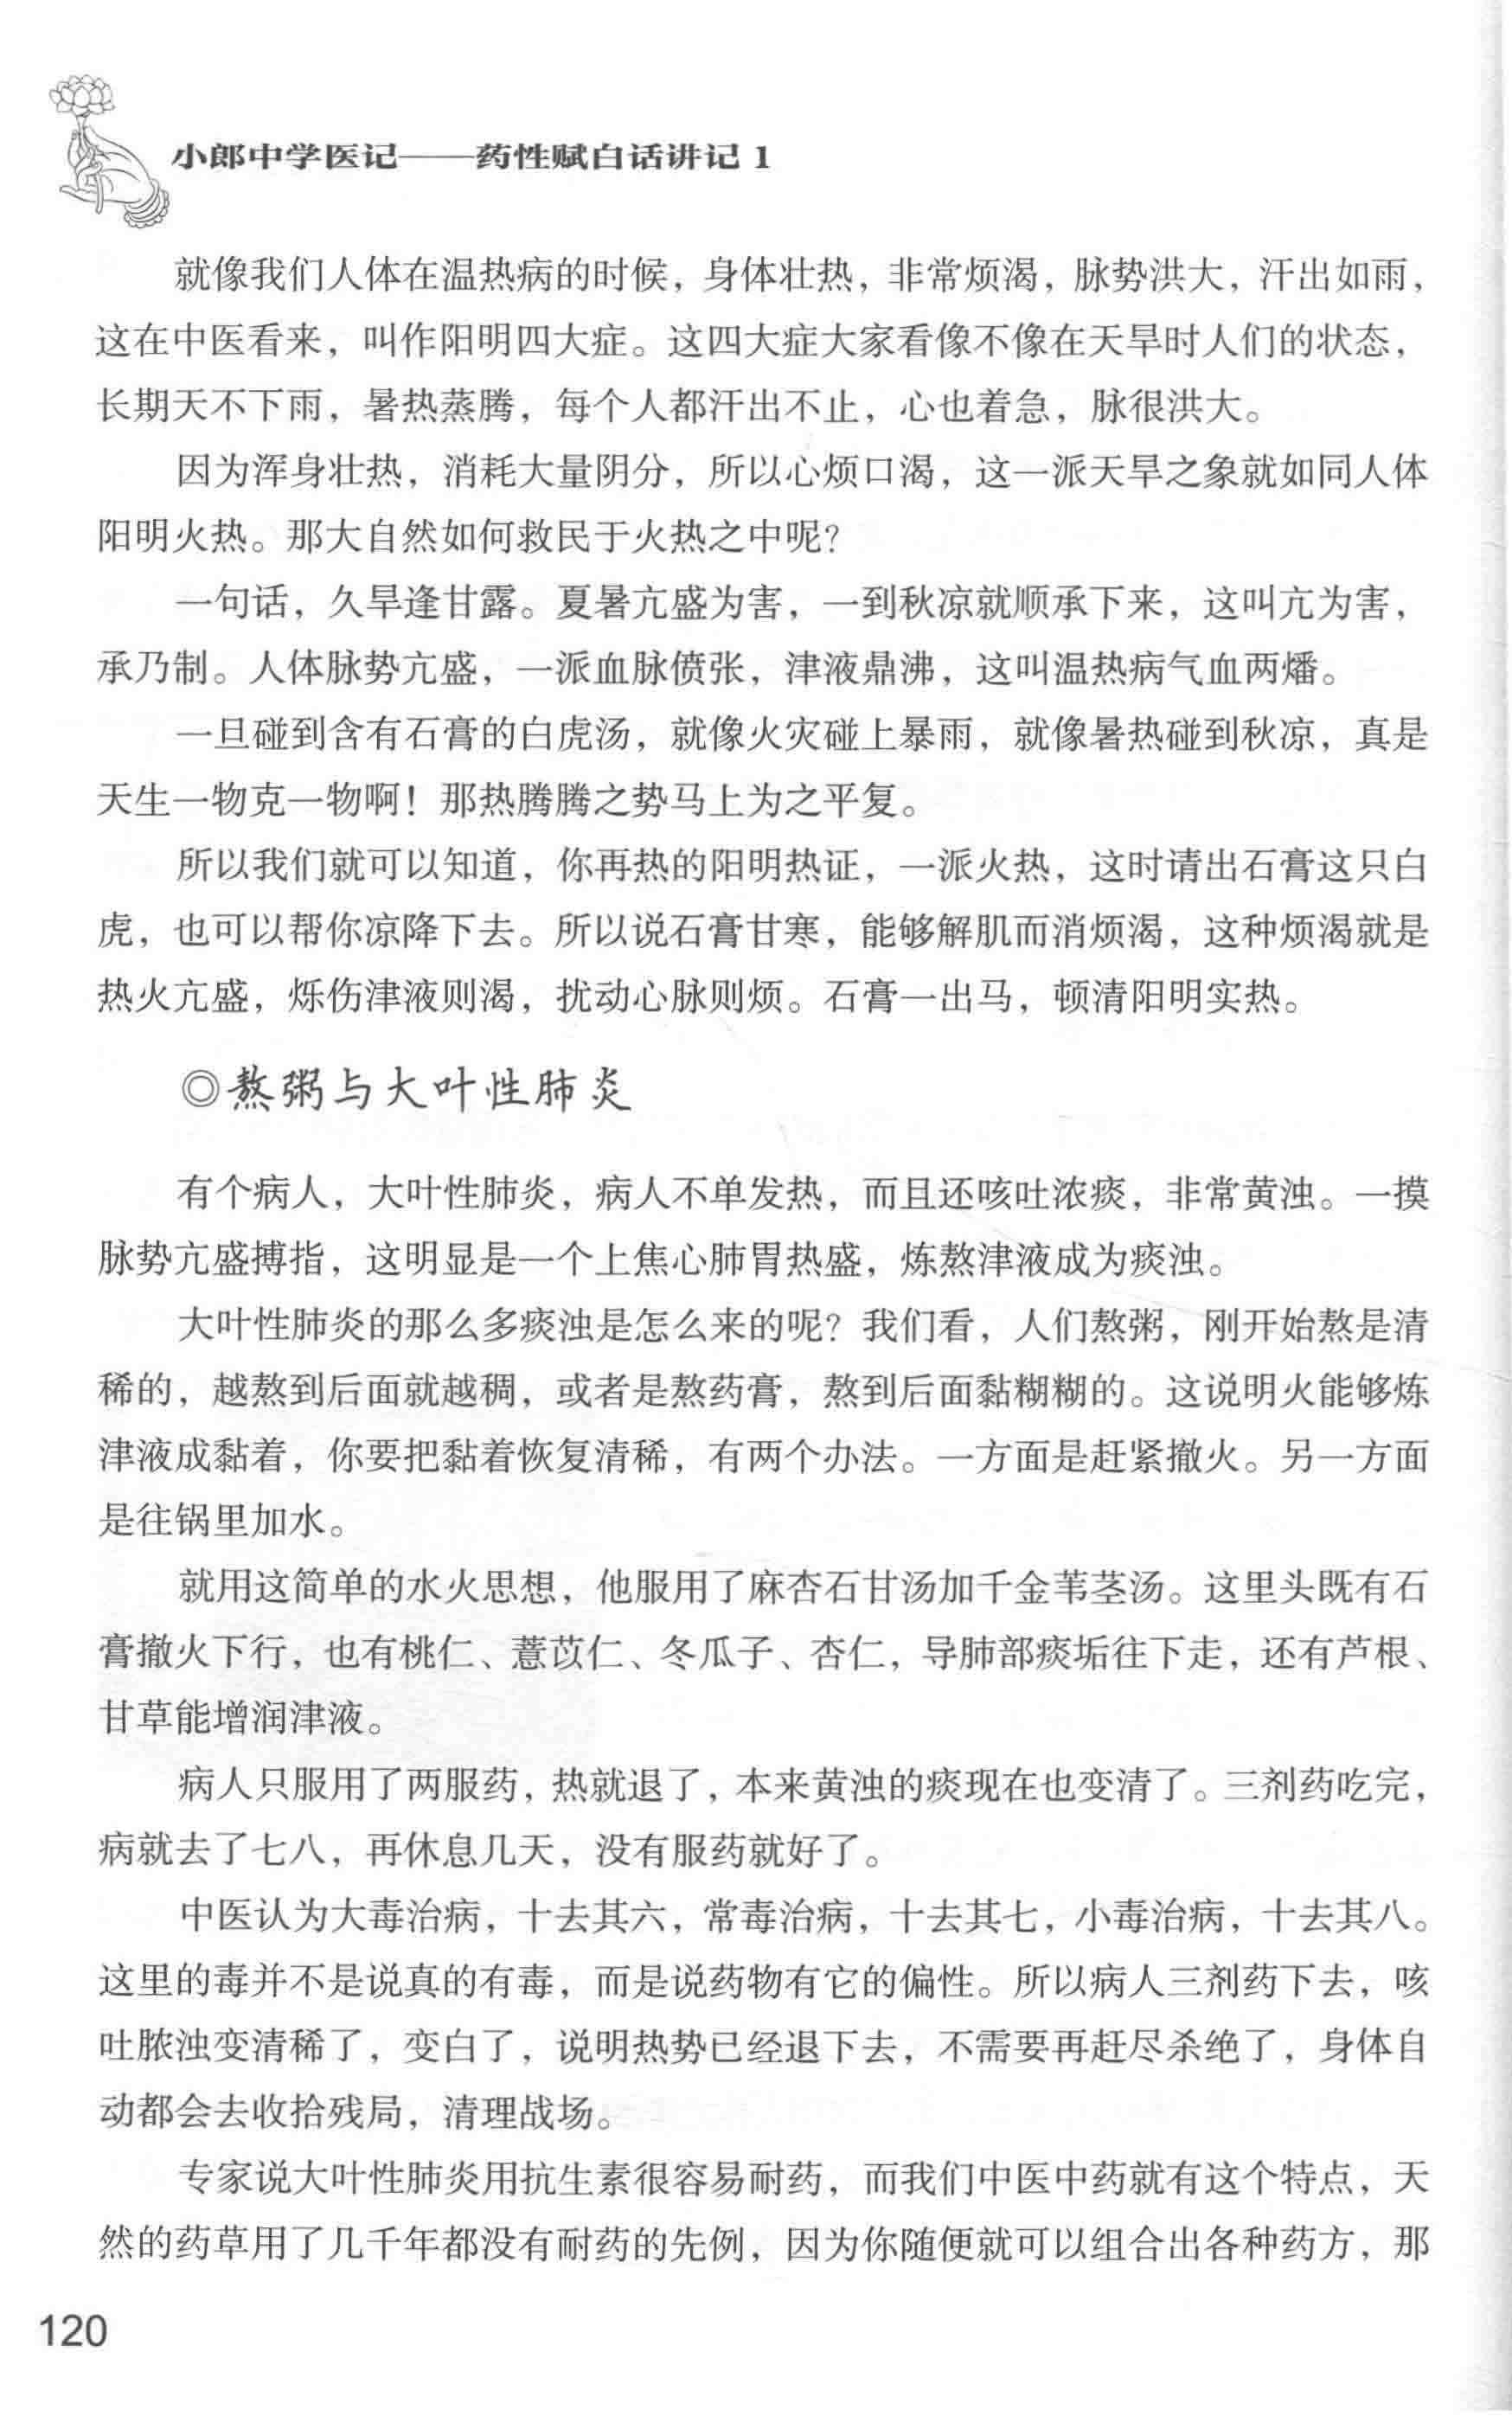 小郎中学医记——药性赋白话讲记 1
就像我们人体在温热病的时候，身体壮热，非常烦渴，脉势洪大，汗出如雨，
这在中医看来，叫作阳明四大症。这四大症大家看像不像在天旱时人们的状态，
长期天不下雨，暑热蒸腾，每个人都汗出不止，心也着急，脉很洪大。
因为浑身壮热，消耗大量阴分，所以心烦口渴，这一派天旱之象就如同人体
阳明火热。那大自然如何救民于火热之中呢？
一句话，久旱逢甘露。夏暑亢盛为害，一到秋凉就顺承下来，这叫亢为害，
承乃制。人体脉势亢盛，一派血脉偾张，津液鼎沸，这叫温热病气血两燔。
一旦碰到含有石膏的白虎汤，就像火灾碰上暴雨，就像暑热碰到秋凉，真是
天生一物克一物啊！那热腾腾之势马上为之平复。
所以我们就可以知道，你再热的阳明热证，一派火热，这时请出石膏这只白
虎，也可以帮你凉降下去。所以说石膏甘寒，能够解肌而消烦渴，这种烦渴就是
热火亢盛，烁伤津液则渴，扰动心脉则烦。石膏一出马，顿清阳明实热。
◎熬粥与大叶性肺炎
有个病人，大叶性肺炎，病人不单发热，而且还咳吐浓痰，非常黄浊。一摸
脉势亢盛搏指，这明显是一个上焦心肺胃热盛，炼熬津液成为痰浊。
大叶性肺炎的那么多痰浊是怎么来的呢？我们看，人们熬粥，刚开始熬是清
稀的，越熬到后面就越稠，或者是熬药膏，熬到后面黏糊糊的。这说明火能够炼
津液成黏着，你要把黏着恢复清稀，有两个办法。一方面是赶紧撤火。另一方面
是往锅里加水。
就用这简单的水火思想，他服用了麻杏石甘汤加千金苇茎汤。这里头既有石
膏撤火下行，也有桃仁、薏苡仁、冬瓜子、杏仁，导肺部痰垢往下走，还有芦根、
甘草能增润津液。
病人只服用了两服药，热就退了，本来黄浊的痰现在也变清了。三剂药吃完，
病就去了七八，再休息几天，没有服药就好了。
中医认为大毒治病，十去其六，常毒治病，十去其七，小毒治病，十去其八。
这里的毒并不是说真的有毒，而是说药物有它的偏性。所以病人三剂药下去，咳
吐脓浊变清稀了，变白了，说明热势已经退下去，不需要再赶尽杀绝了，身体自
动都会去收拾残局，清理战场。
专家说大叶性肺炎用抗生素很容易耐药，而我们中医中药就有这个特点，天
然的药草用了几千年都没有耐药的先例，因为你随便就可以组合出各种药方，那
120